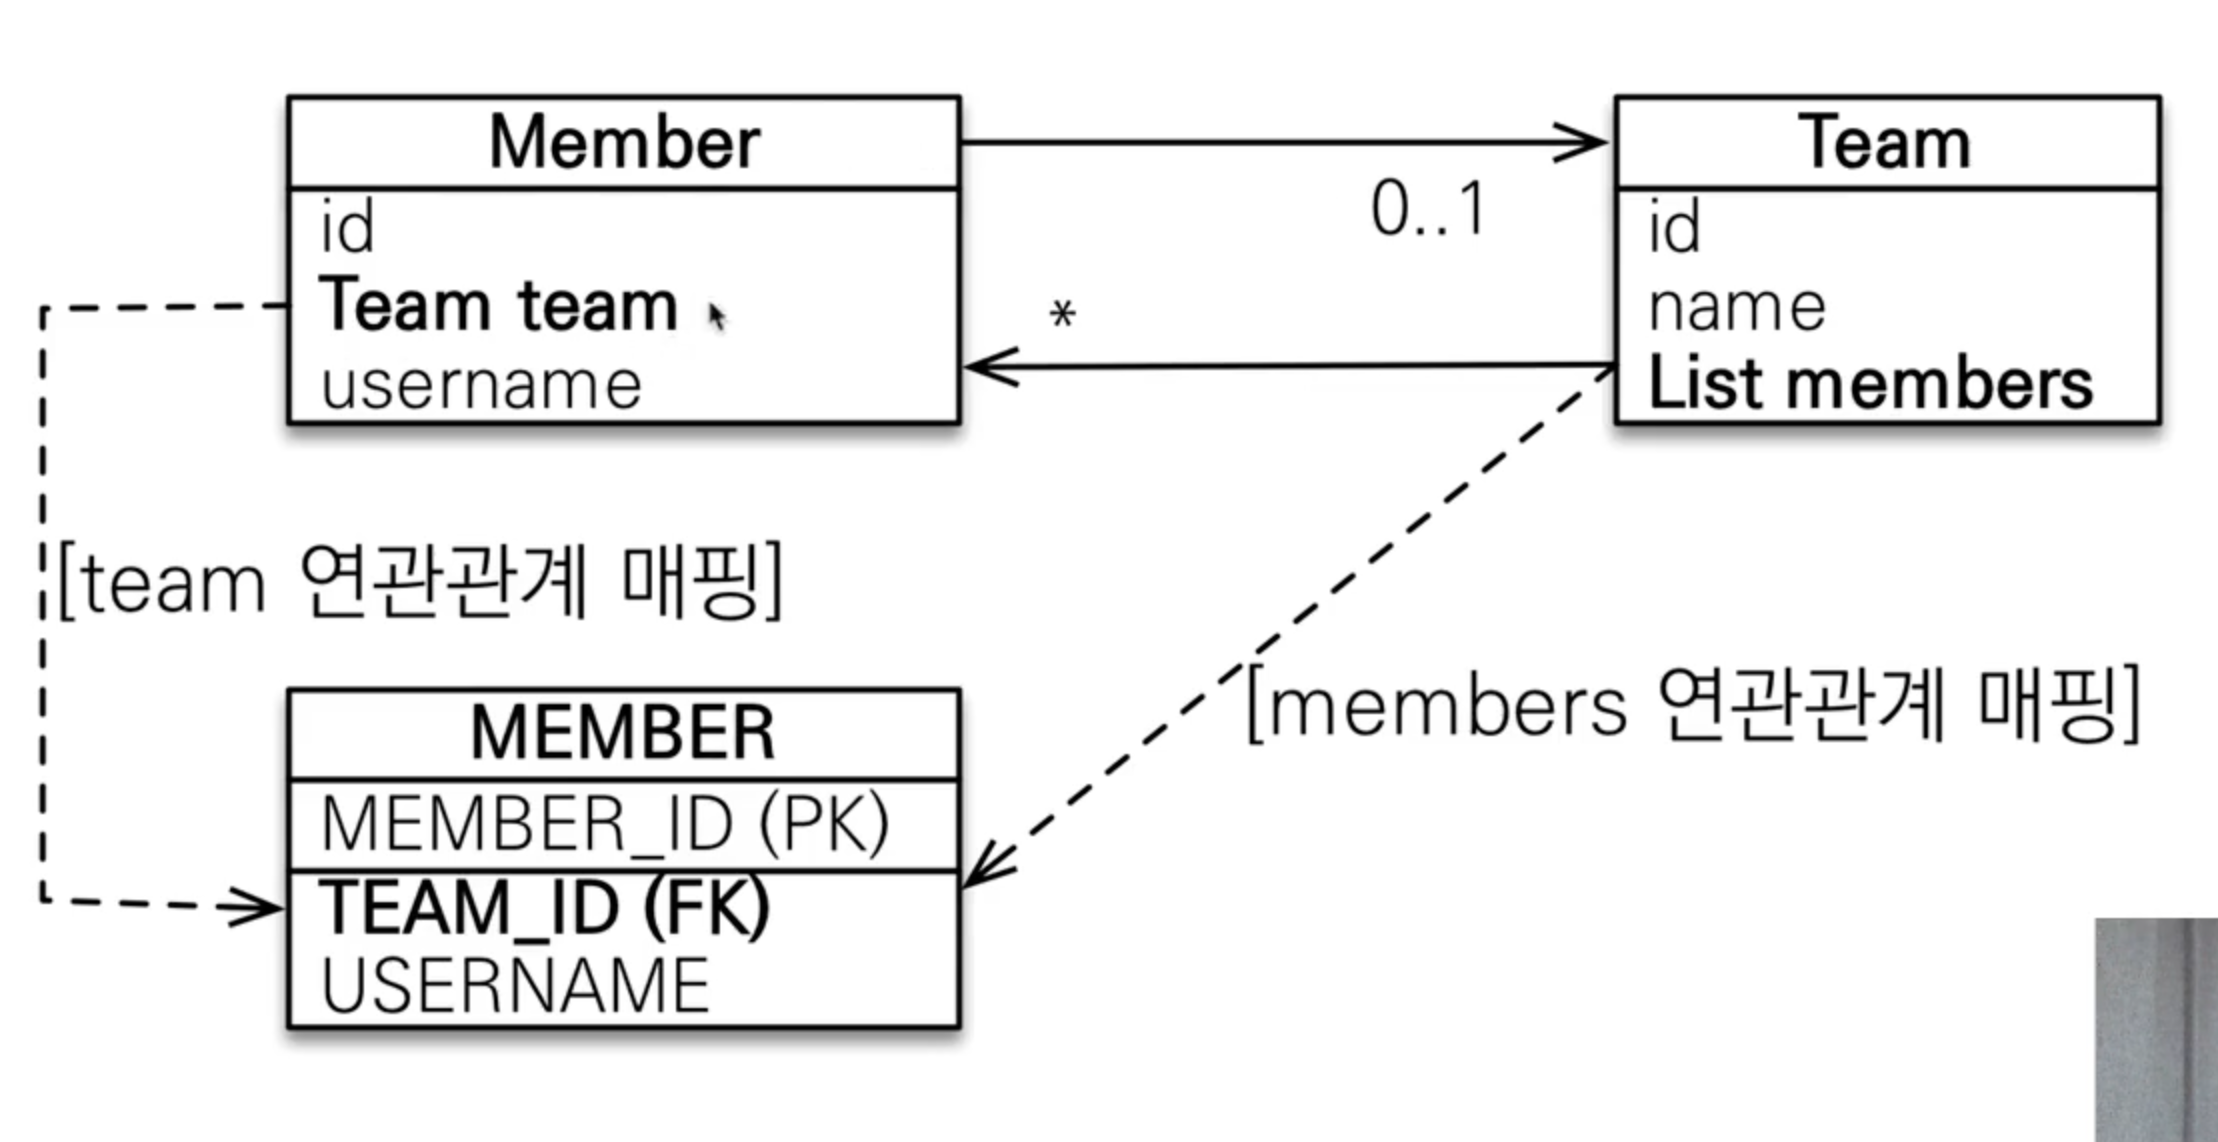 Member
id
Team team
username
0..1
*
Team
id
name
List members
[team 연관관계 매핑]
[members 연관관계 매핑]
MEMBER
MEMBER_ID (PK)
TEAM_ID (FK)
USERNAME